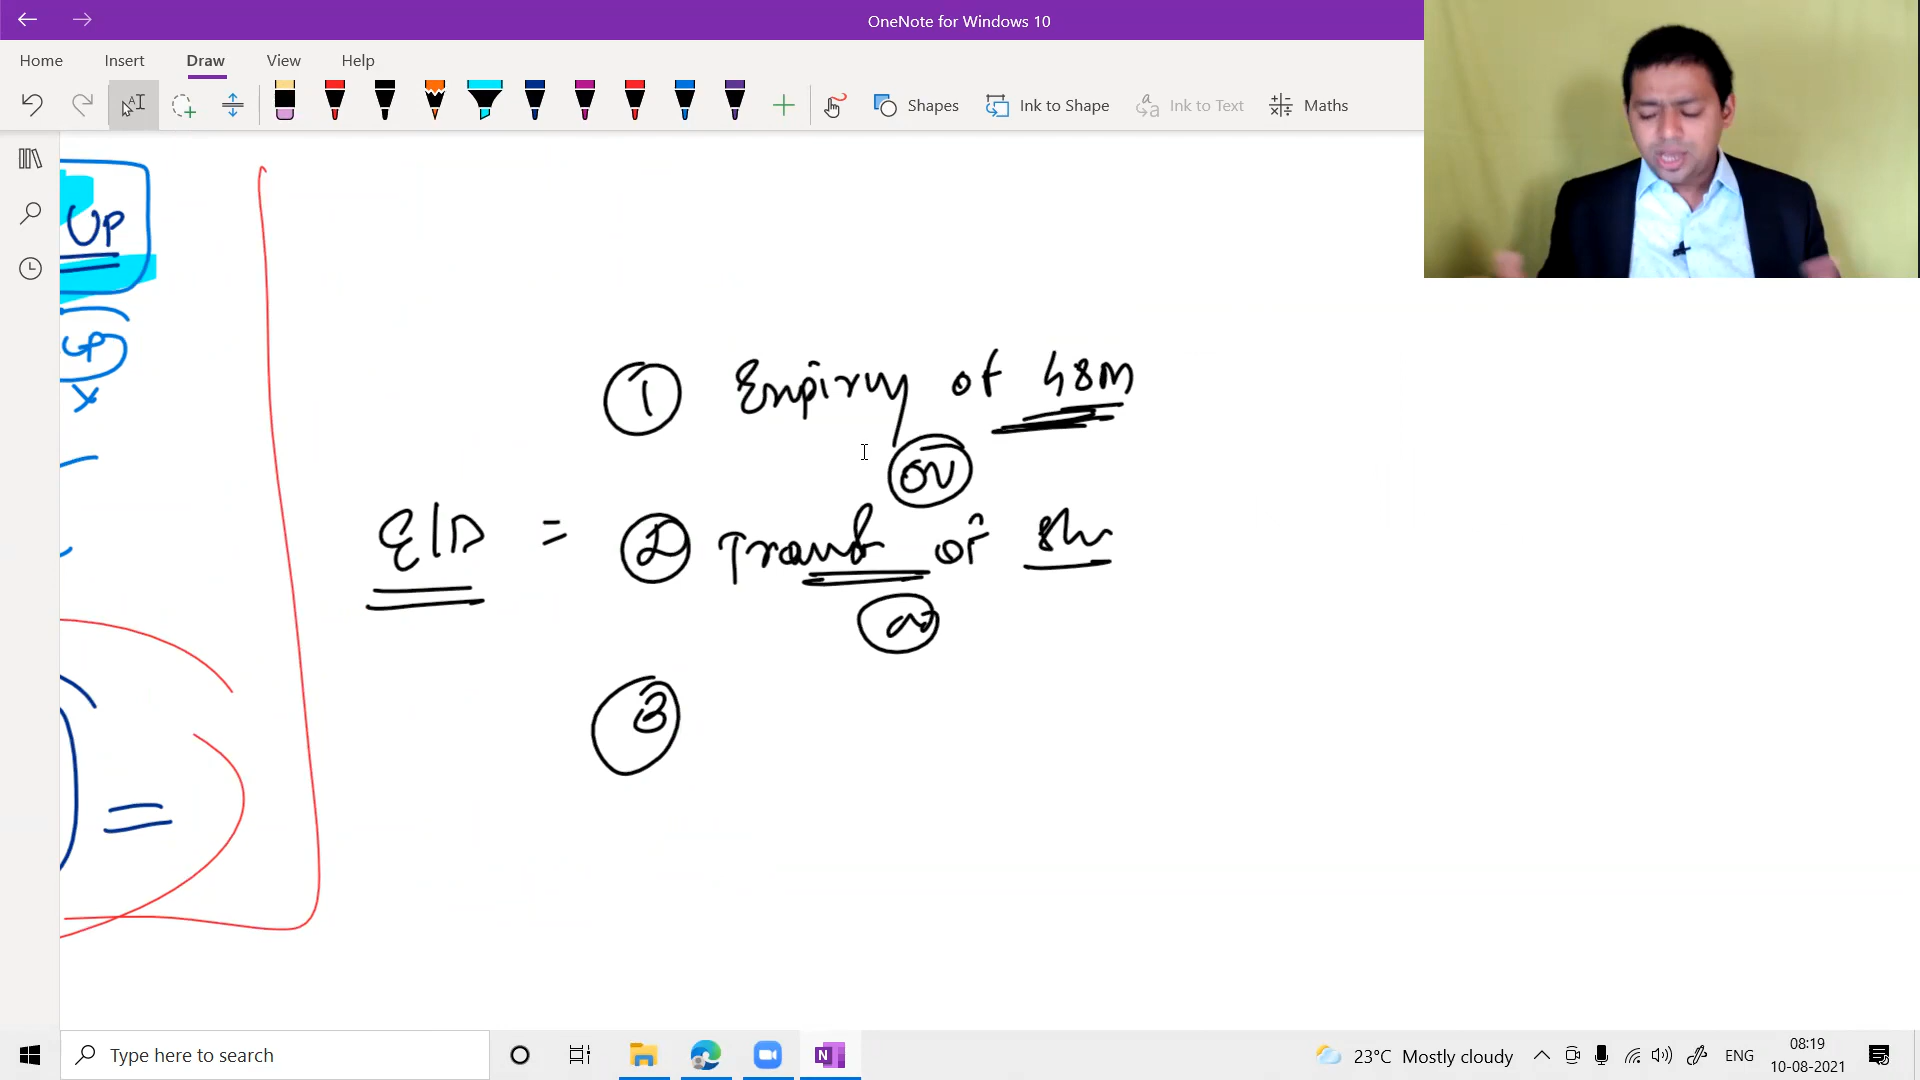 OneNote for Windows 10
Home Insert Draw View Help
Shapes Ink to Shape Ink to Text Maths
Up
UP
x
① Expiry of 48M
OV
E/D = ② Transf of Sh
③
=
Type here to search
23°C Mostly cloudy ENG 08:19
10-08-2021